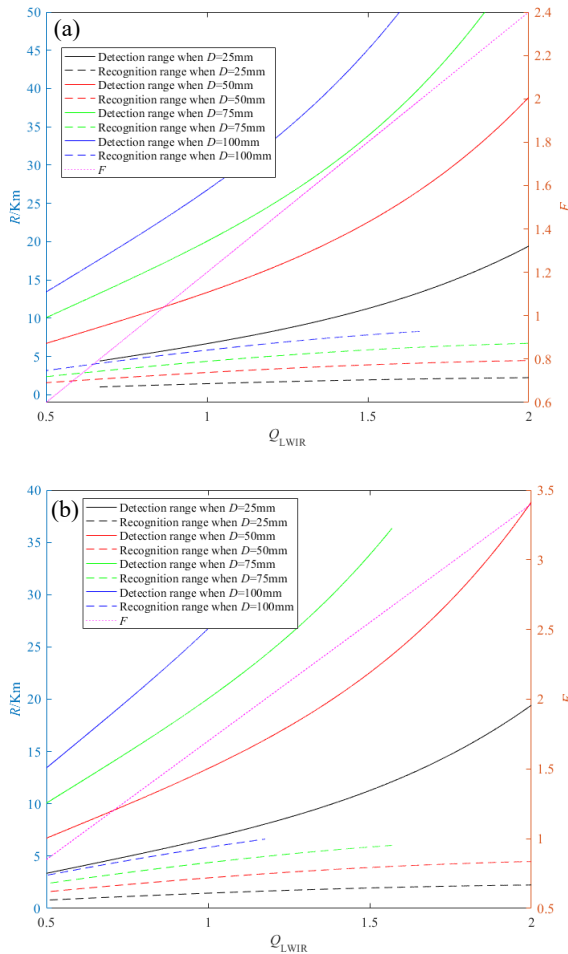 (a)
50
45
40
35
30
25
20
15
10
5
0
R/Km
Detection range when D=25mm
Recognition range when D=25mm
Detection range when D=50mm
Recognition range when D=50mm
Detection range when D=75mm
Recognition range when D=75mm
Detection range when D=100mm
Recognition range when D=100mm
F
2.4
2.2
2
1.8
1.6
1.4
1.2
1
0.8
0.6
F
0.5 1 1.5 2
Q_LWIR
(b)
40
35
30
25
20
15
10
5
0
R/Km
Detection range when D=25mm
Recognition range when D=25mm
Detection range when D=50mm
Recognition range when D=50mm
Detection range when D=75mm
Recognition range when D=75mm
Detection range when D=100mm
Recognition range when D=100mm
F
3.5
3
2.5
2
1.5
1
0.5
F
0.5 1 1.5 2
Q_LWIR